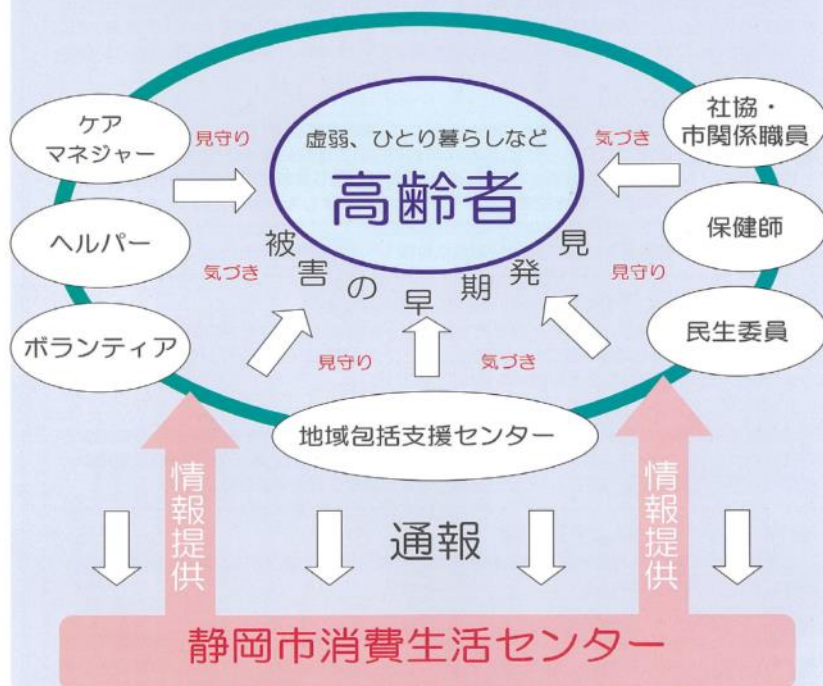 ケア
マネジャー
見守り
虚弱、ひとり暮らしなど
高齢者
気づき
社協・
市関係職員
ヘルパー
保健師
気づき
被害の早期発見
見守り
ボランティア
民生委員
見守り
気づき
地域包括支援センター
情報提供
通報
情報提供
静岡市消費生活センター